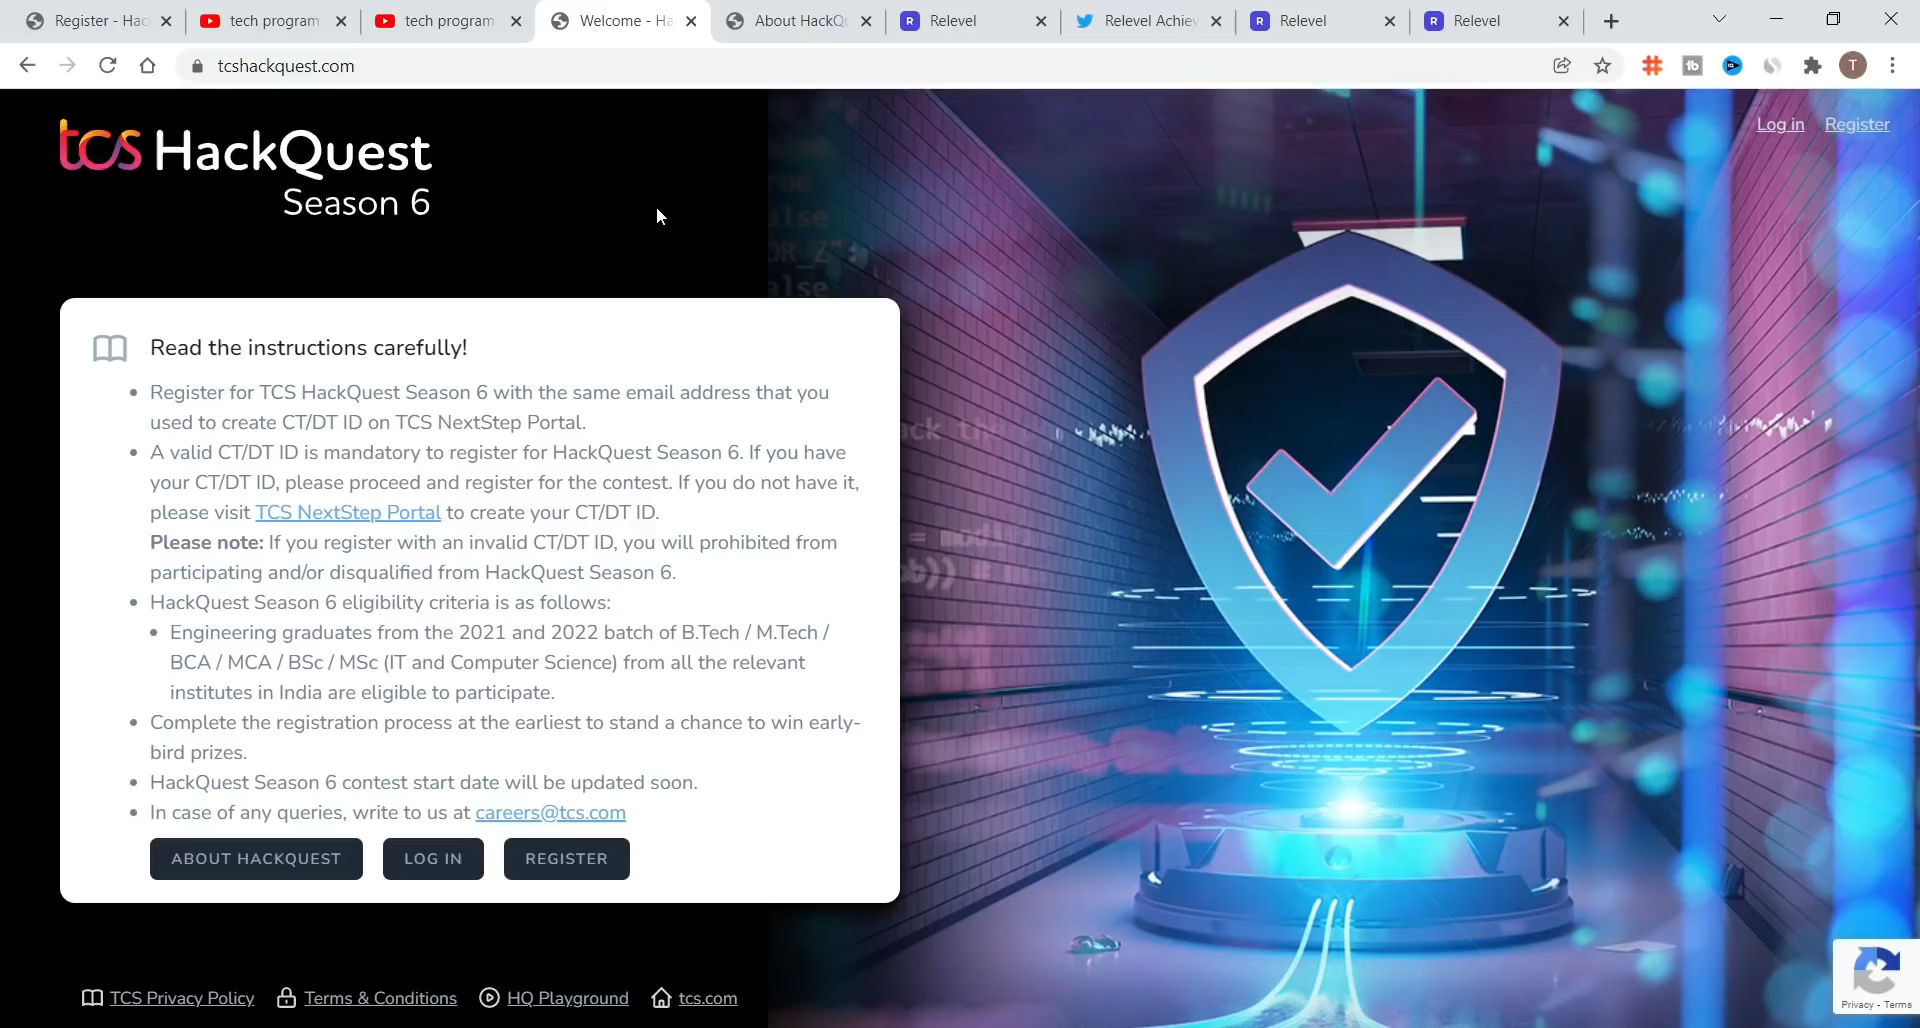 Register - Hac
tech program
tech program
Welcome - Ha
About HackQu
Relevel
Relevel Achiev
Relevel
Relevel
tcshackquest.com
T
Log in
Register
tcs HackQuest
Season 6
Read the instructions carefully!
• Register for TCS HackQuest Season 6 with the same email address that you
used to create CT/DT ID on TCS NextStep Portal.
• A valid CT/DT ID is mandatory to register for HackQuest Season 6. If you have
your CT/DT ID, please proceed and register for the contest. If you do not have it,
please visit TCS NextStep Portal to create your CT/DT ID.
Please note: If you register with an invalid CT/DT ID, you will prohibited from
participating and/or disqualified from HackQuest Season 6.
• HackQuest Season 6 eligibility criteria is as follows:
• Engineering graduates from the 2021 and 2022 batch of B.Tech / M.Tech /
BCA / MCA / BSc / MSc (IT and Computer Science) from all the relevant
institutes in India are eligible to participate.
• Complete the registration process at the earliest to stand a chance to win early-
bird prizes.
• HackQuest Season 6 contest start date will be updated soon.
• In case of any queries, write to us at careers@tcs.com
ABOUT HACKQUEST
LOG IN
REGISTER
TCS Privacy Policy
Terms & Conditions
HQ Playground
tcs.com
Privacy - Terms